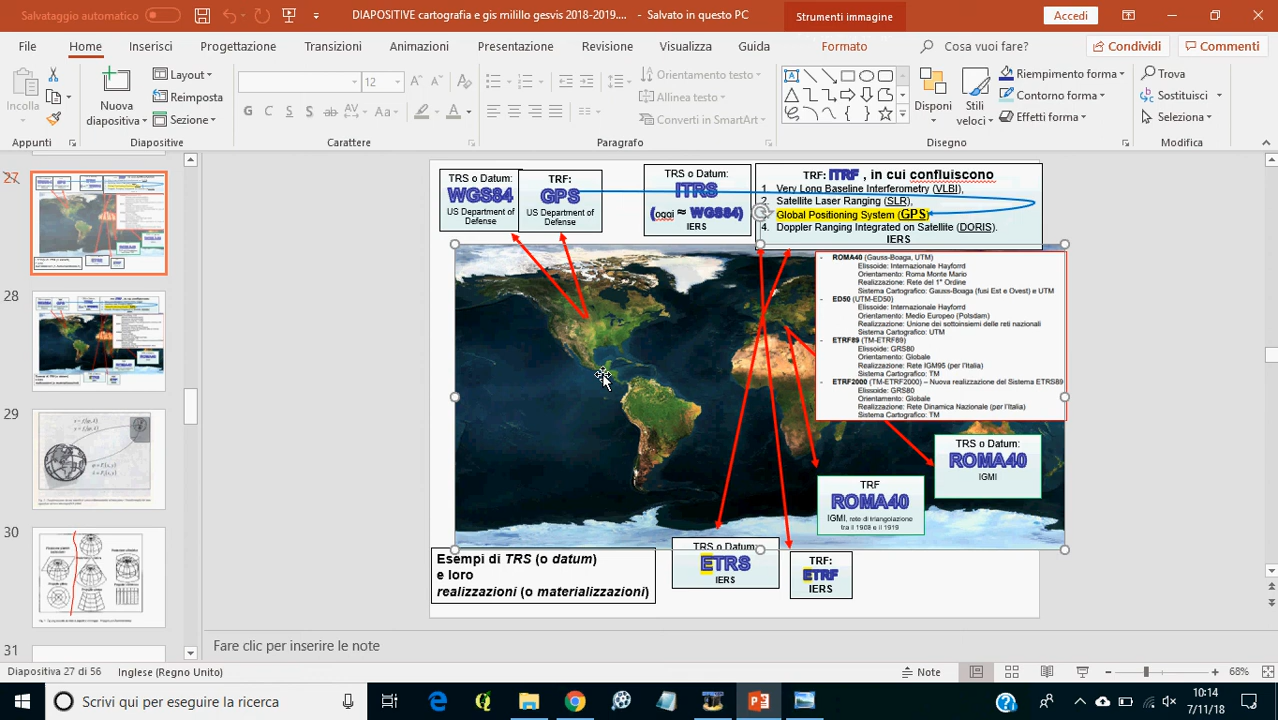 Salvataggio automatico
DIAPOSITIVE cartografia e gis milillo gesvis 2018-2019.... - Salvato in questo PC
Strumenti immagine
Accedi
File Home Inserisci Progettazione Transizioni Animazioni Presentazione Revisione Visualizza Guida Formato Cosa vuoi fare? Condividi Commenti
Incolla
Nuova
diapositiva
Layout
Reimposta
Sezione
12
G C S S ab AV Aa A
Orientamento testo
Allinea testo
Converti in SmartArt
Disponi
Stili
veloci
Riempimento forma
Contorno forma
Effetti forma
Trova
Sostituisci
Seleziona
Appunti Diapositive Carattere Paragrafo Disegno Modifica
27
28
29
30
31
TRS o Datum:
WGS84
US Department of
Defense
TRF:
GPS
US Department of
Defense
TRS o Datum:
ITRS
(oggi ≈ WGS84)
IERS
TRF: ITRF , in cui confluiscono
1. Very Long Baseline Interferometry (VLBI),
2. Satellite Laser Ranging (SLR),
Global Positioning System (GPS)
4. Doppler Ranging Integrated on Satellite (DORIS).
IERS
- ROMA40 (Gauss-Boaga, UTM)
Elissoide: Internazionale Hayford
Orientamento: Roma Monte Mario
Realizzazione: Rete del 1° Ordine
Sistema Cartografico: Gauss-Boaga (fusi Est e Ovest) e UTM
- ED50 (UTM-ED50)
Elissoide: Internazionale Hayford
Orientamento: Medio Europeo (Potsdam)
Realizzazione: Unione dei sottoinsiemi delle reti nazionali
Sistema Cartografico: UTM
- ETRF89 (TM-ETRF89)
Elissoide: GRS80
Orientamento: Globale
Realizzazione: Rete IGM95 (per l'Italia)
Sistema Cartografico: TM
- ETRF2000 (TM-ETRF2000) – Nuova realizzazione del Sistema ETRS89
Elissoide: GRS80
Orientamento: Globale
Realizzazione: Rete Dinamica Nazionale (per l'Italia)
Sistema Cartografico: TM
TRS o Datum:
ROMA40
IGMI
TRF
ROMA40
IGMI, rete di triangolazione
tra il 1908 e il 1919
TRS o Datum:
ETRS
IERS
TRF:
ETRF
IERS
Esempi di TRS (o datum)
e loro
realizzazioni (o materializzazioni)
Fare clic per inserire le note
Diapositiva 27 di 56 Inglese (Regno Unito) Note 68%
Scrivi qui per eseguire la ricerca
10:14
7/11/18